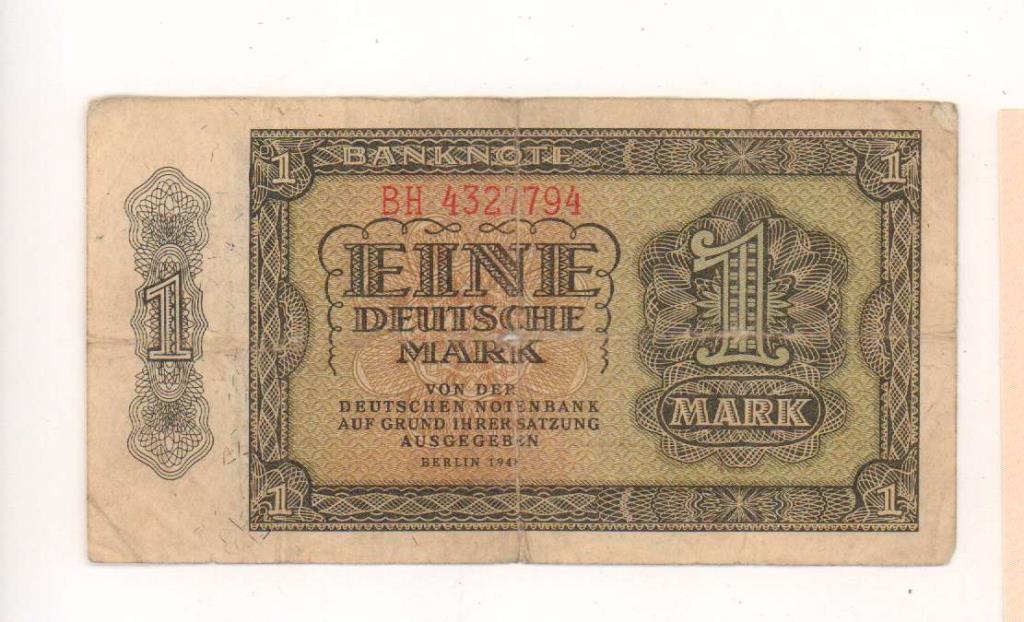 1 BANKNOTE 1
BH 4327794
EINE
DEUTSCHE
MARK
1
1
VON DER
DEUTSCHEN NOTENBANK
AUF GRUND IHRER SATZUNG
AUSGEGEBEN
BERLIN
MARK
1 1